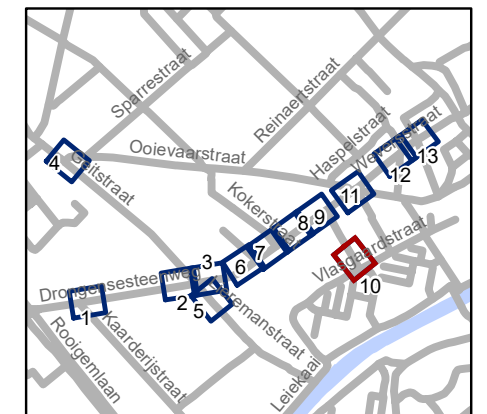 Sparrestraat
Reinaertstraat
Haspelstraat
Weversstraat
13
12
Ooievaarstraat
4
Geitstraat
Kokerstraat
11
9
8
7
Vlasgaardstraat
10
6
3
Drongensesteenweg
2
5
1
Kaarderijstraat
Rooigemlaan
Leiekaai